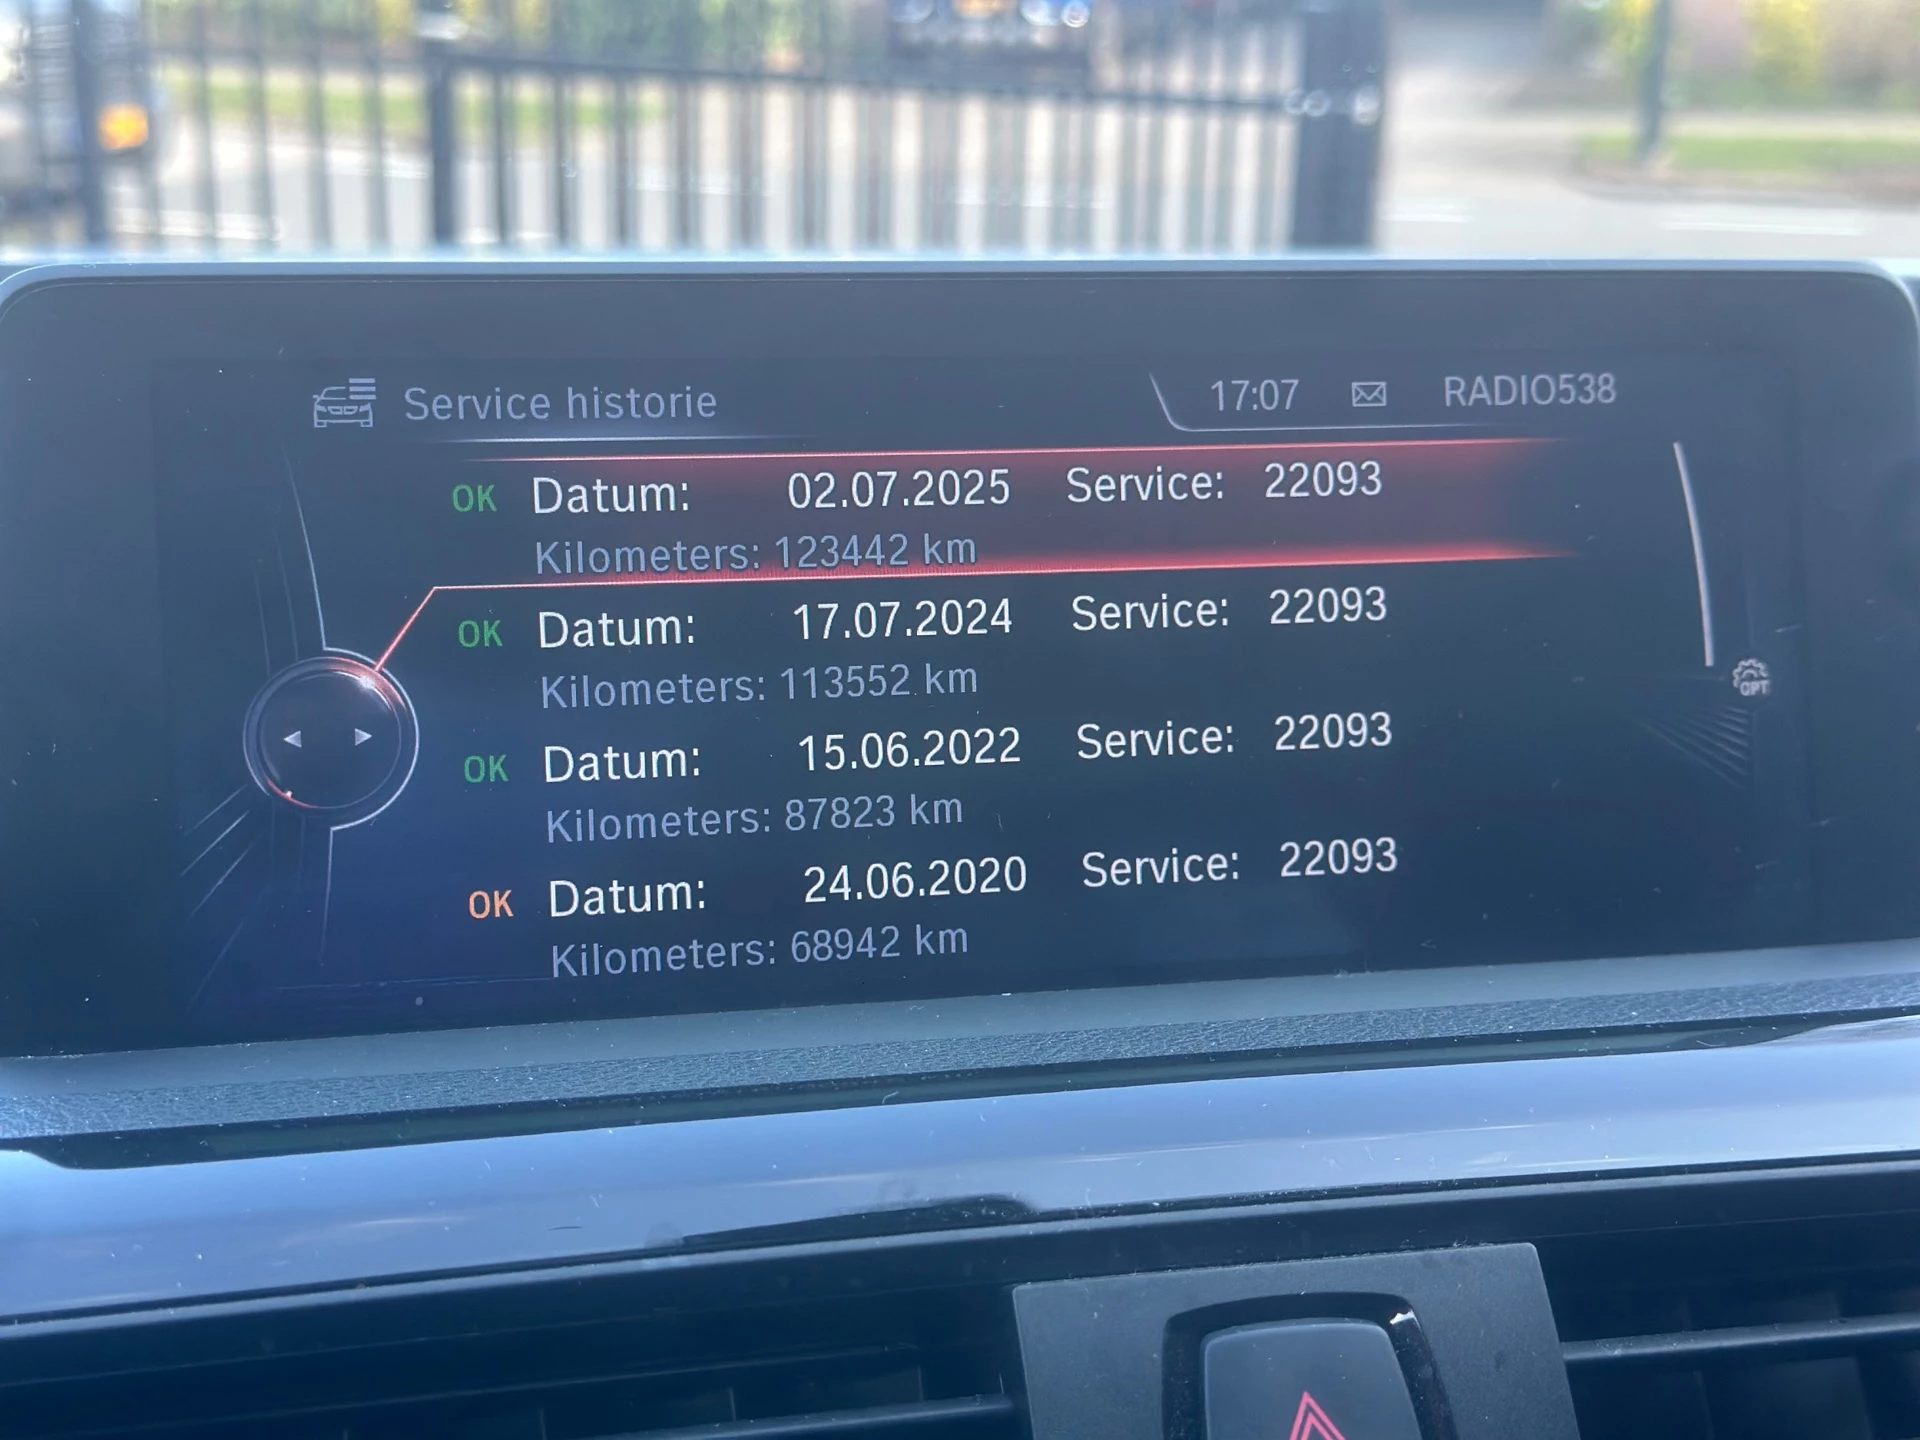 Service historie 17:07 RADIO538
OK Datum: 02.07.2025 Service: 22093
Kilometers: 123442 km
OK Datum: 17.07.2024 Service: 22093
Kilometers: 113552 km
OK Datum: 15.06.2022 Service: 22093
Kilometers: 87823 km
OPT
OK Datum: 24.06.2020 Service: 22093
Kilometers: 68942 km